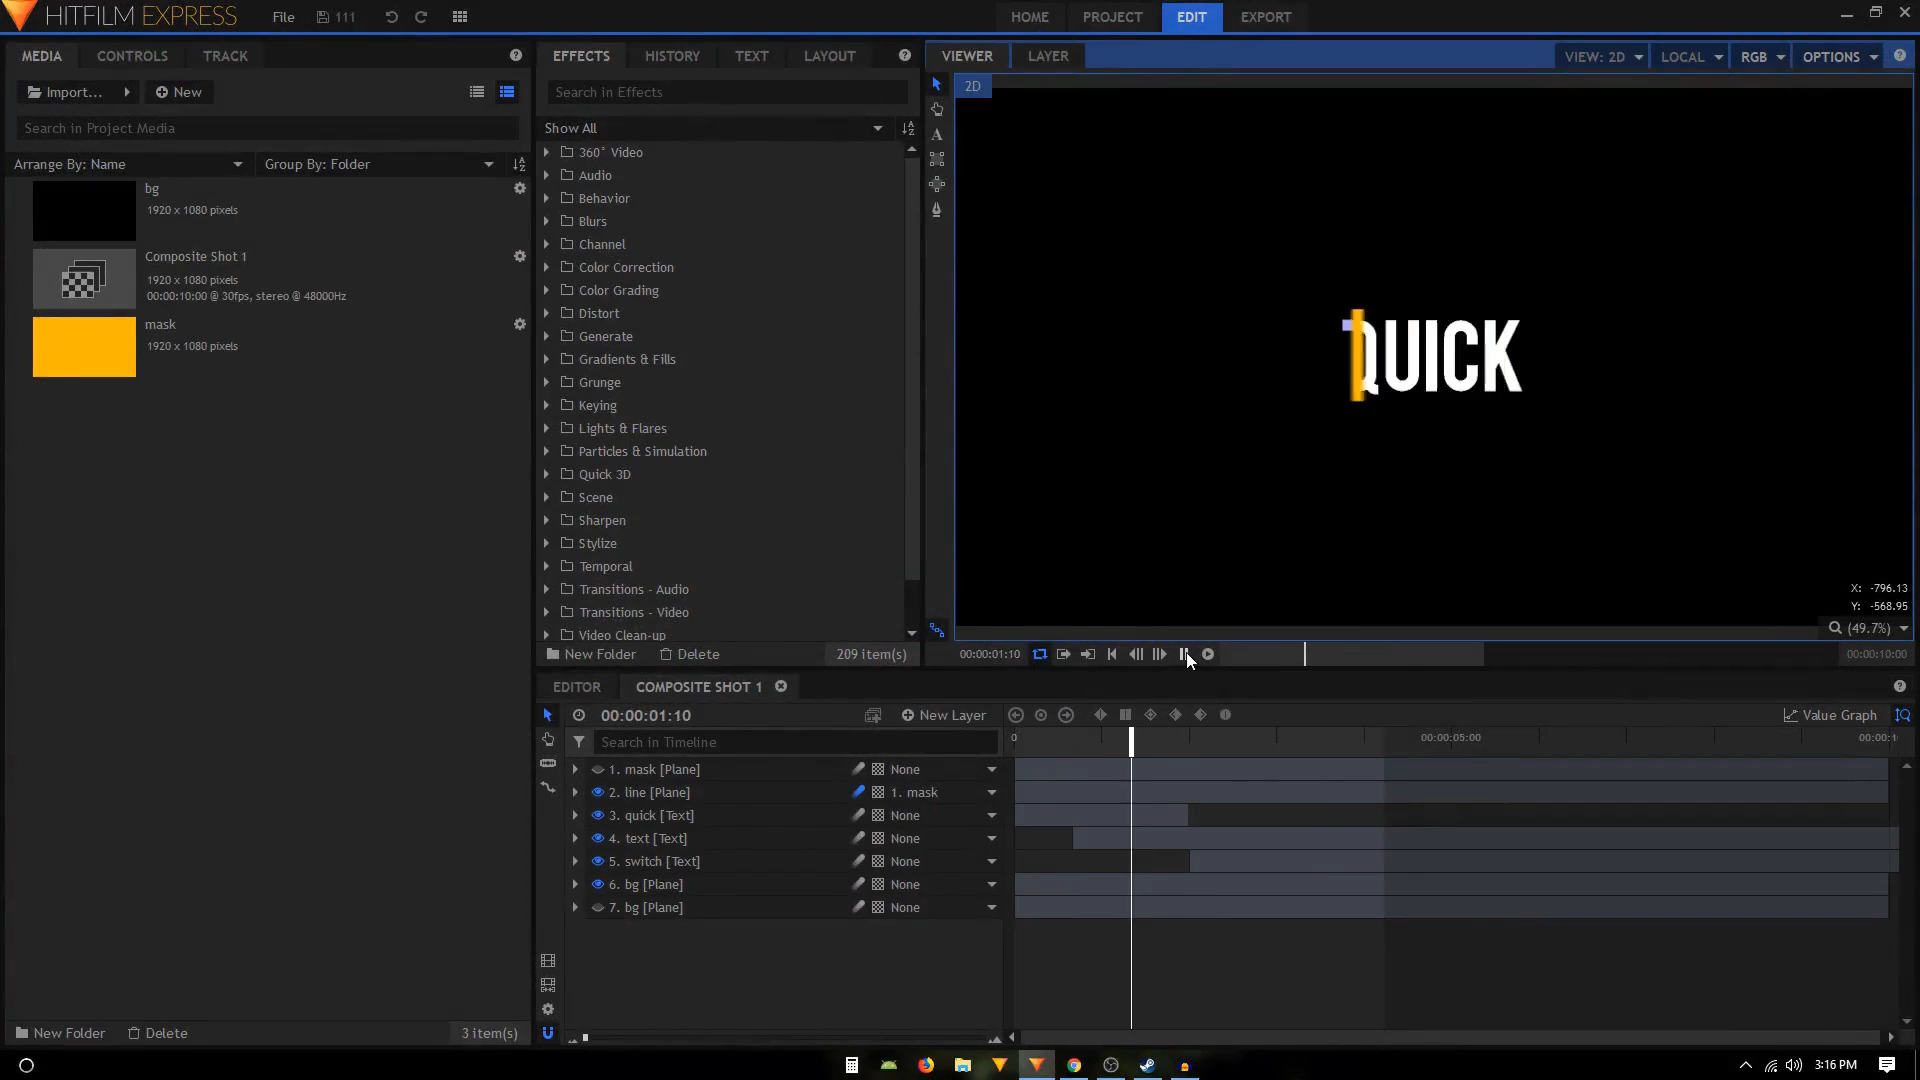 HITFILM EXPRESS
File
111
HOME
PROJECT
EDIT
EXPORT
MEDIA
CONTROLS
TRACK
EFFECTS
HISTORY
TEXT
LAYOUT
VIEWER
LAYER
VIEW: 2D
LOCAL
RGB
OPTIONS
Import...
New
Search in Project Media
Arrange By: Name
Group By: Folder
bg
1920 x 1080 pixels
Composite Shot 1
1920 x 1080 pixels
00:00:10:00 @ 30fps, stereo @ 48000Hz
mask
1920 x 1080 pixels
Search in Effects
Show All
360° Video
Audio
Behavior
Blurs
Channel
Color Correction
Color Grading
Distort
Generate
Gradients & Fills
Grunge
Keying
Lights & Flares
Particles & Simulation
Quick 3D
Scene
Sharpen
Stylize
Temporal
Transitions - Audio
Transitions - Video
Video Clean-up
New Folder
Delete
209 item(s)
2D
QUICK
X: -796.13
Y: -568.95
(49.7%)
00:00:01:10
00:00:10:00
EDITOR
COMPOSITE SHOT 1
00:00:01:10
New Layer
Value Graph
Search in Timeline
0
00:00:05:00
00:00:1
1. mask [Plane]
None
2. line [Plane]
1. mask
3. quick [Text]
None
4. text [Text]
None
5. switch [Text]
None
6. bg [Plane]
None
7. bg [Plane]
None
New Folder
Delete
3 item(s)
3:16 PM